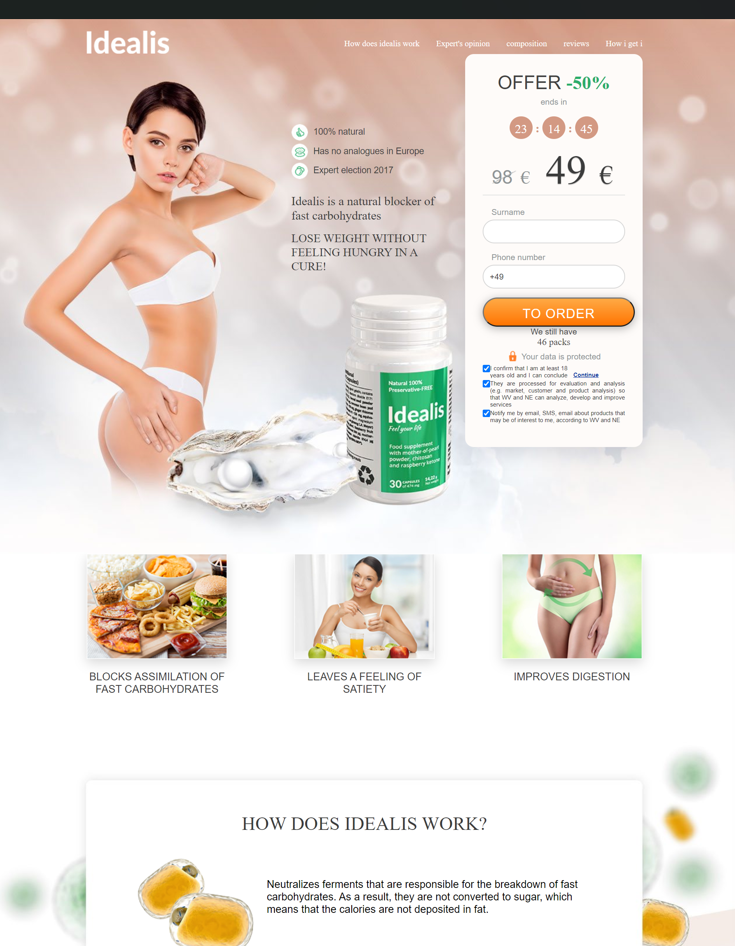 Idealis
How does idealis work
Expert's opinion
composition
reviews
How i get i
OFFER -50%
ends in
23 : 14 : 45
98 € 49 €
Surname
Phone number
+49
TO ORDER
We still have
46 packs
Your data is protected
I confirm that I am at least 18
years old and I can conclude Continue
They are processed for evaluation and analysis
(e.g. market, customer and product analysis) so
that WV and NE can analyze, develop and improve
services
Notify me by email, SMS, email about products that
may be of interest to me, according to WV and NE
100% natural
Has no analogues in Europe
Expert election 2017
Idealis is a natural blocker of
fast carbohydrates
LOSE WEIGHT WITHOUT
FEELING HUNGRY IN A
CURE!
Natural 100%
Preservative-FREE
Idealis
Feel your life
Food supplement
with mother-of-pearl
powder, chitosan
and raspberry ketone
30 CAPSULES
BLOCKS ASSIMILATION OF
FAST CARBOHYDRATES
LEAVES A FEELING OF
SATIETY
IMPROVES DIGESTION
HOW DOES IDEALIS WORK?
Neutralizes ferments that are responsible for the breakdown of fast
carbohydrates. As a result, they are not converted to sugar, which
means that the calories are not deposited in fat.